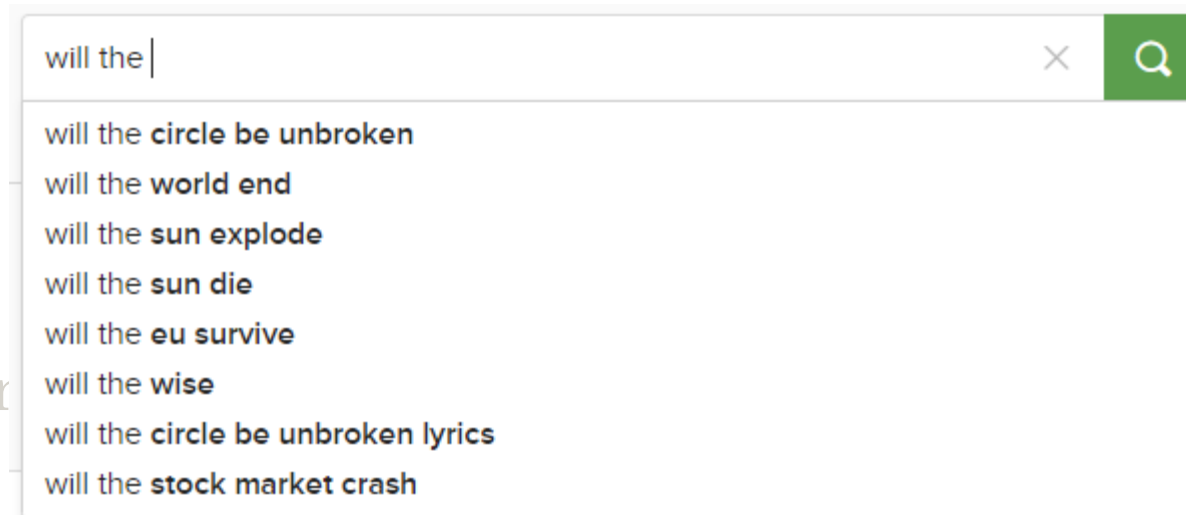 will the
will the circle be unbroken
will the world end
will the sun explode
will the sun die
will the eu survive
will the wise
will the circle be unbroken lyrics
will the stock market crash